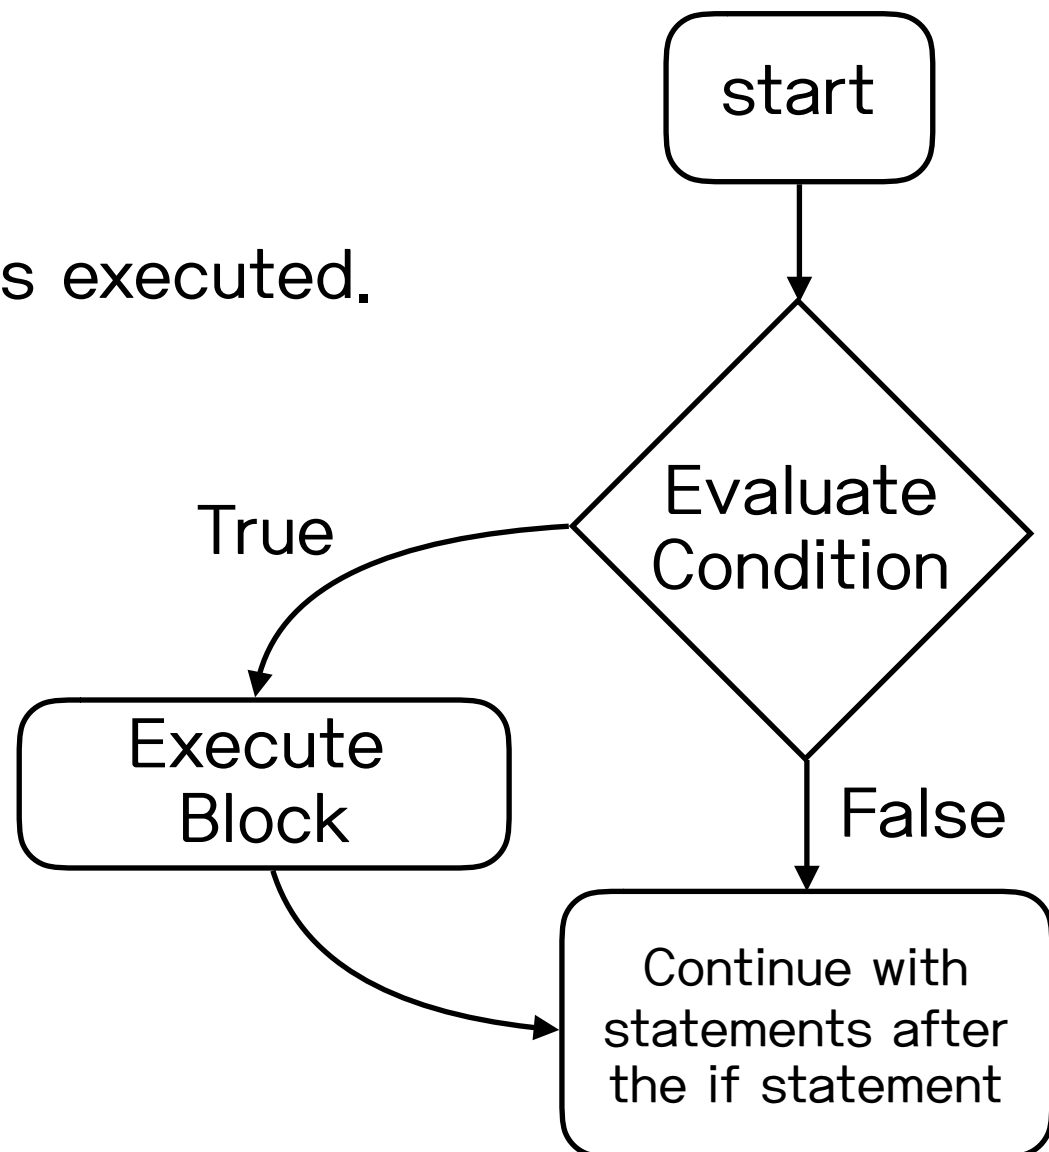 start
s executed.
Evaluate
Condition
True
Execute
Block
False
Continue with
statements after
the if statement